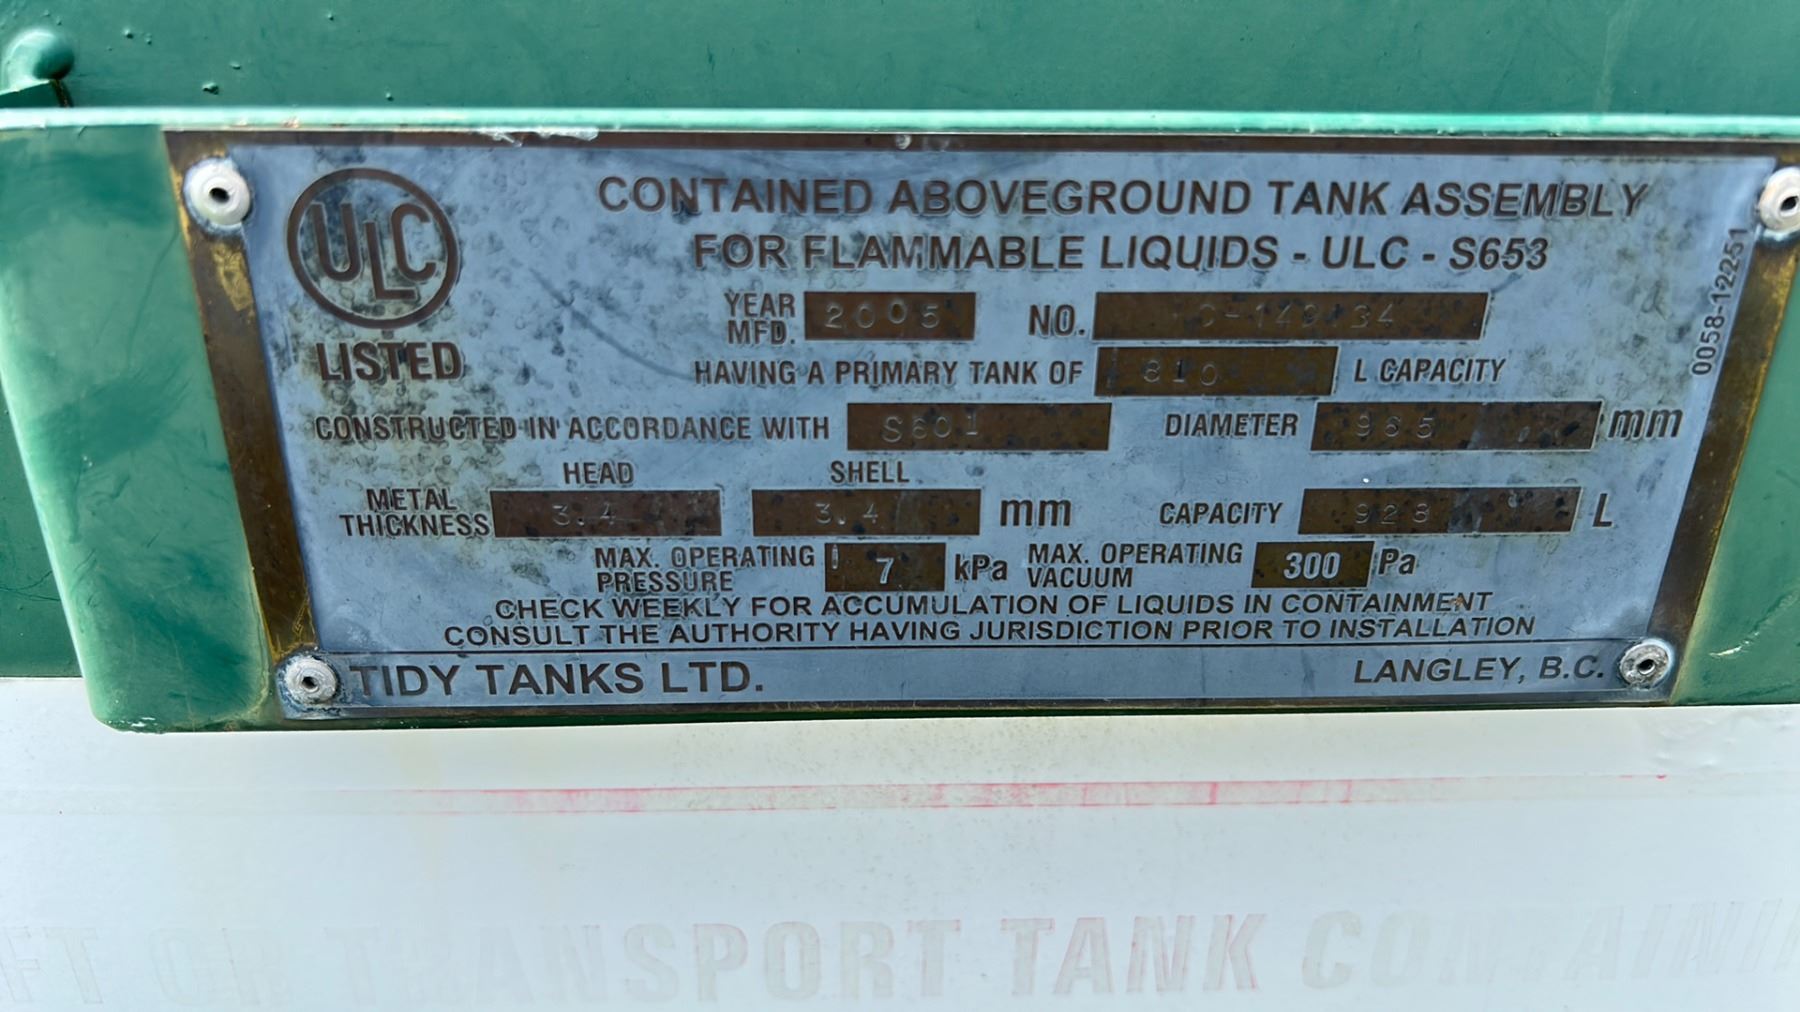 ULC
LISTED
CONTAINED ABOVEGROUND TANK ASSEMBLY
FOR FLAMMABLE LIQUIDS - ULC - S653
YEAR MFD. 2005 NO.
HAVING A PRIMARY TANK OF 810 L CAPACITY
CONSTRUCTED IN ACCORDANCE WITH S601 DIAMETER 965 mm
HEAD SHELL
METAL THICKNESS 3.4 3.4 mm CAPACITY 928 L
MAX. OPERATING PRESSURE 7 kPa MAX. OPERATING VACUUM 300 Pa
CHECK WEEKLY FOR ACCUMULATION OF LIQUIDS IN CONTAINMENT
CONSULT THE AUTHORITY HAVING JURISDICTION PRIOR TO INSTALLATION
TIDY TANKS LTD. LANGLEY, B.C.
0058-12251
OR TRANSPORT TANK